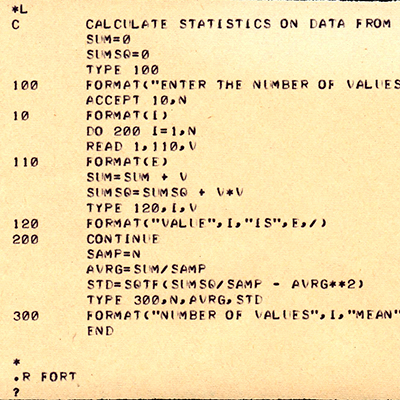 *L
C CALCULATE STATISTICS ON DATA FROM
SUM=0
SUMSQ=0
TYPE 100
100 FORMAT("ENTER THE NUMBER OF VALUES
ACCEPT 10,N
10 FORMAT(I)
DO 200 I=1,N
READ 1,110,V
110 FORMAT(E)
SUM=SUM + V
SUMSQ=SUMSQ + V*V
TYPE 120,I,V
120 FORMAT("VALUE",I,"IS",E,/)
200 CONTINUE
SAMP=N
AVRG=SUM/SAMP
STD=SQTF(SUMSQ/SAMP - AVRG**2)
TYPE 300,N,AVRG,STD
300 FORMAT("NUMBER OF VALUES",I,"MEAN"
END
*
.R FORT
?